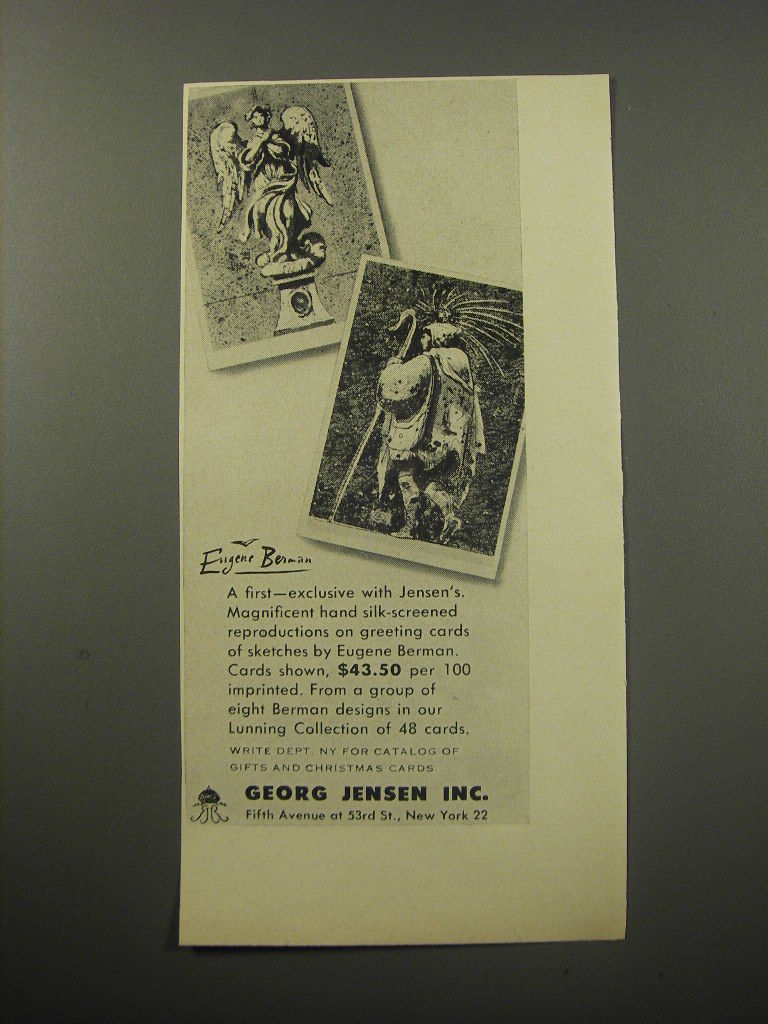 Eugene Berman
A first—exclusive with Jensen's.
Magnificent hand silk-screened
reproductions on greeting cards
of sketches by Eugene Berman.
Cards shown, $43.50 per 100
imprinted. From a group of
eight Berman designs in our
Lunning Collection of 48 cards.
WRITE DEPT. NY FOR CATALOG OF
GIFTS AND CHRISTMAS CARDS
GEORG JENSEN INC.
Fifth Avenue at 53rd St., New York 22